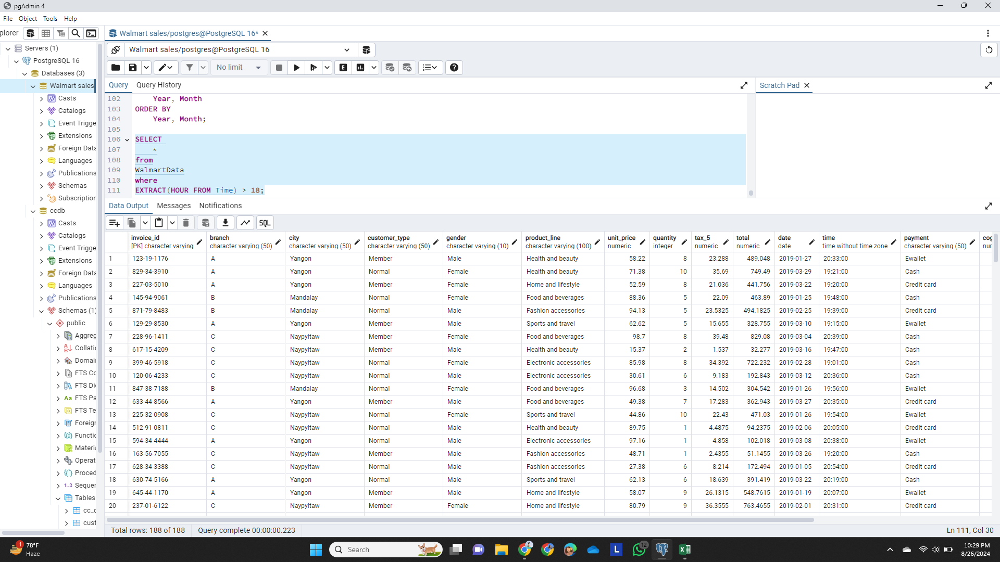 pgAdmin 4
File Object Tools Help
plorer
Walmart sales/postgres@PostgreSQL 16*
Servers (1)
PostgreSQL 16
Databases (3)
Walmart sales
Casts
Catalogs
Event Trigge
Extensions
Foreign Data
Languages
Publications
Schemas
Subscription
ccdb
Casts
Catalogs
Event Trigge
Extensions
Foreign Data
Languages
Publications
Schemas (1)
public
Aggreg
Collatic
Domain
FTS Co
FTS Dic
Aa FTS Pa
FTS Te
Foreign
Functio
Materia
Operat
Proced
1..3 Sequen
Tables
cc_c
cust
Walmart sales/postgres@PostgreSQL 16
No limit
E
Query Query History
Scratch Pad
102 Year, Month
103 ORDER BY
104 Year, Month;
105
106 SELECT
107 *
108 from
109 WalmartData
110 where
111 EXTRACT(HOUR FROM Time) > 18;
Data Output Messages Notifications
SQL
invoice_id branch city customer_type gender product_line unit_price quantity tax_5 total date time payment cog
[PK] character varying character varying (50) character varying (50) character varying (50) character varying (10) character varying (100) numeric integer numeric numeric date time without time zone character varying (50) nun
1 123-19-1176 A Yangon Member Male Health and beauty 58.22 8 23.288 489.048 2019-01-27 20:33:00 Ewallet
2 829-34-3910 A Yangon Normal Female Health and beauty 71.38 10 35.69 749.49 2019-03-29 19:21:00 Cash
3 227-03-5010 A Yangon Member Female Home and lifestyle 52.59 8 21.036 441.756 2019-03-22 19:20:00 Credit card
4 145-94-9061 B Mandalay Normal Female Food and beverages 88.36 5 22.09 463.89 2019-01-25 19:48:00 Cash
5 871-79-8483 B Mandalay Normal Male Fashion accessories 94.13 5 23.5325 494.1825 2019-02-25 19:39:00 Credit card
6 129-29-8530 A Yangon Member Male Sports and travel 62.62 5 15.655 328.755 2019-03-10 19:15:00 Ewallet
7 228-96-1411 C Naypyitaw Member Female Food and beverages 98.7 8 39.48 829.08 2019-03-04 20:39:00 Cash
8 617-15-4209 C Naypyitaw Member Male Health and beauty 15.37 2 1.537 32.277 2019-03-16 19:47:00 Cash
9 399-46-5918 C Naypyitaw Normal Female Electronic accessories 85.98 8 34.392 722.232 2019-02-28 19:01:00 Cash
10 120-06-4233 C Naypyitaw Normal Male Electronic accessories 30.61 6 9.183 192.843 2019-03-12 20:36:00 Cash
11 847-38-7188 B Mandalay Normal Female Food and beverages 96.68 3 14.502 304.542 2019-01-26 19:56:00 Ewallet
12 633-44-8566 A Yangon Member Male Food and beverages 49.38 7 17.283 362.943 2019-03-27 20:35:00 Credit card
13 225-32-0908 C Naypyitaw Normal Female Sports and travel 44.86 10 22.43 471.03 2019-01-26 19:54:00 Ewallet
14 512-91-0811 C Naypyitaw Normal Male Health and beauty 89.75 1 4.4875 94.2375 2019-02-06 20:05:00 Credit card
15 594-34-4444 A Yangon Normal Male Electronic accessories 97.16 1 4.858 102.018 2019-03-08 20:38:00 Ewallet
16 163-56-7055 C Naypyitaw Member Male Fashion accessories 48.71 1 2.4355 51.1455 2019-03-26 19:20:00 Cash
17 628-34-3388 C Naypyitaw Normal Male Fashion accessories 27.38 6 8.214 172.494 2019-01-05 20:54:00 Credit card
18 630-74-5166 A Yangon Normal Male Sports and travel 62.13 6 18.639 391.419 2019-03-22 20:19:00 Cash
19 645-44-1170 A Yangon Member Male Home and lifestyle 58.07 9 26.1315 548.7615 2019-01-19 20:07:00 Ewallet
20 237-01-6122 C Naypyitaw Member Female Home and lifestyle 80.79 9 36.3555 763.4655 2019-02-01 20:31:00 Credit card
Total rows: 188 of 188 Query complete 00:00:00.223 Ln 111, Col 30
1 78°F
Haze
Search
L
12
10:29 PM
8/26/2024